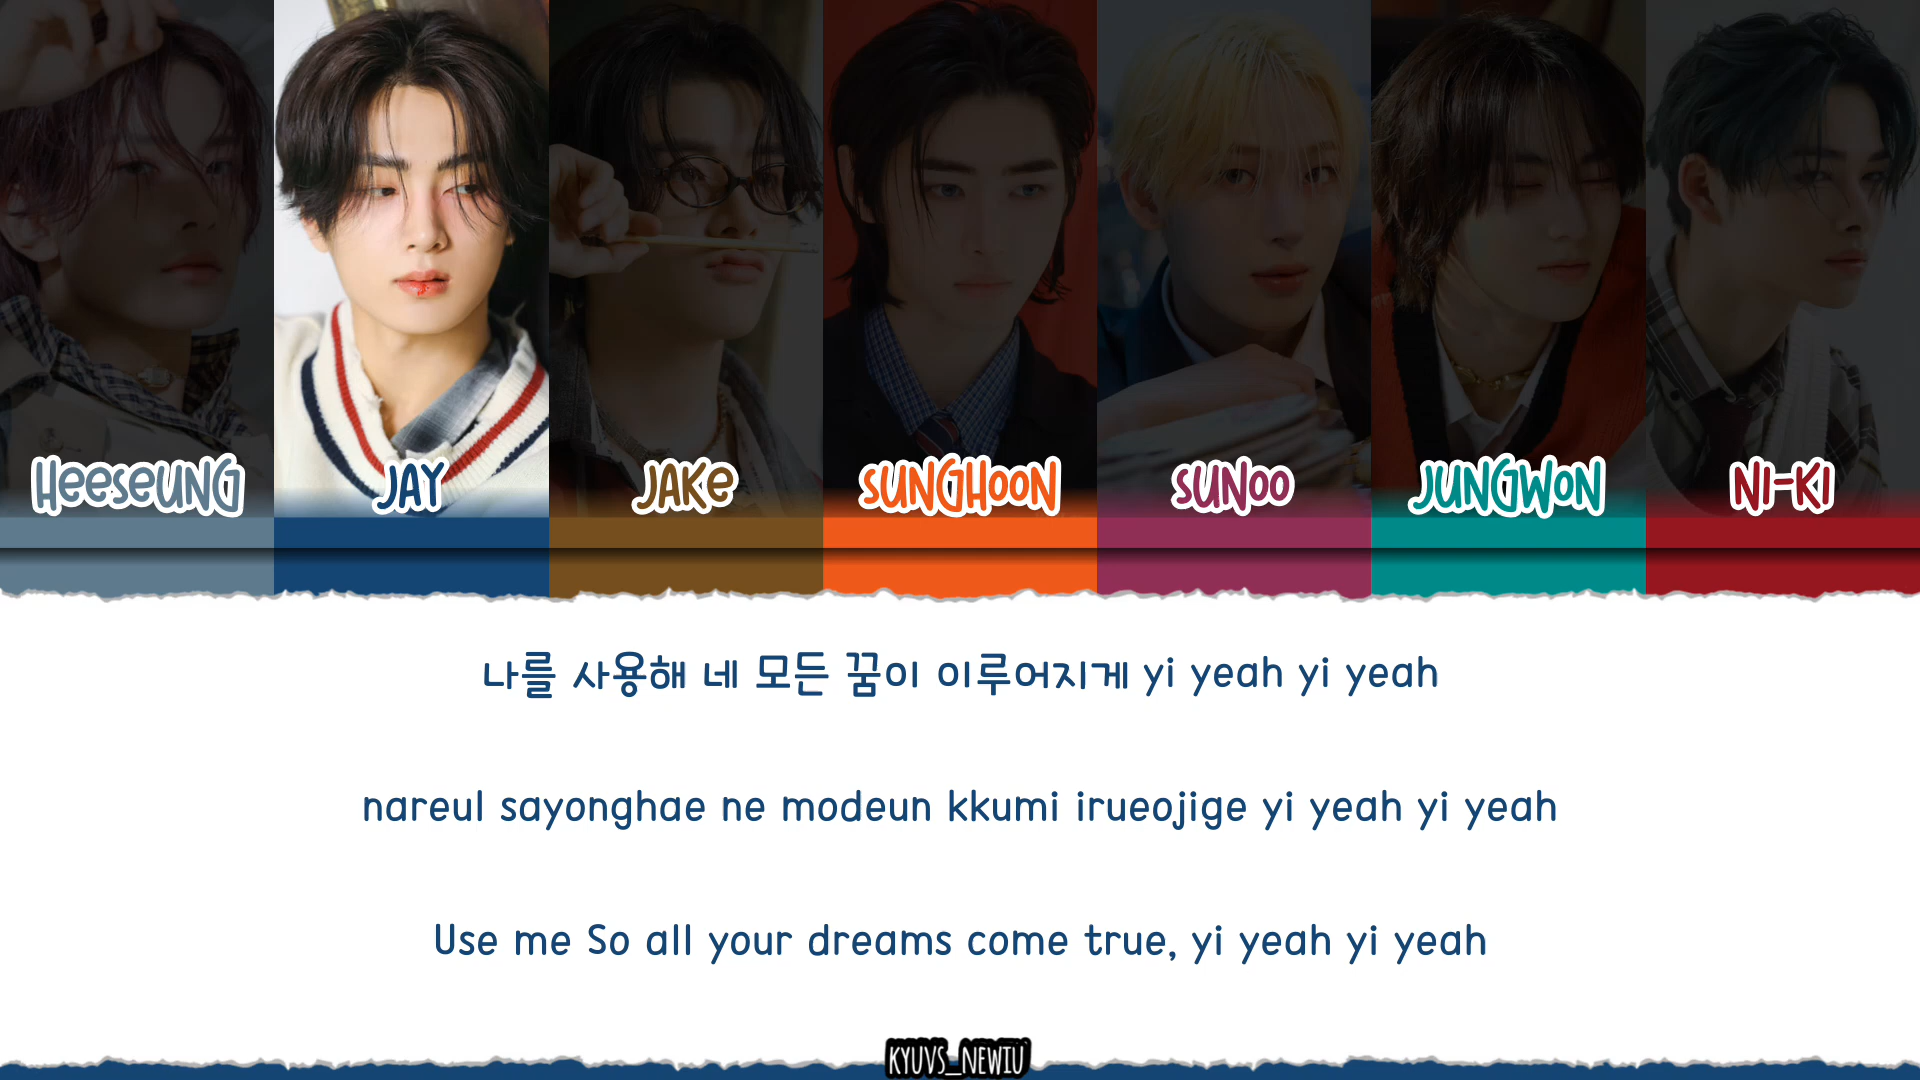 Heeseung
Jay
Jake
Sunghoon
Sunoo
Jungwon
Ni-Ki
나를 사용해 네 모든 꿈이 이루어지게 yi yeah yi yeah
nareul sayonghae ne modeun kkumi irueojige yi yeah yi yeah
Use me So all your dreams come true, yi yeah yi yeah
KYUVS_NEWIU